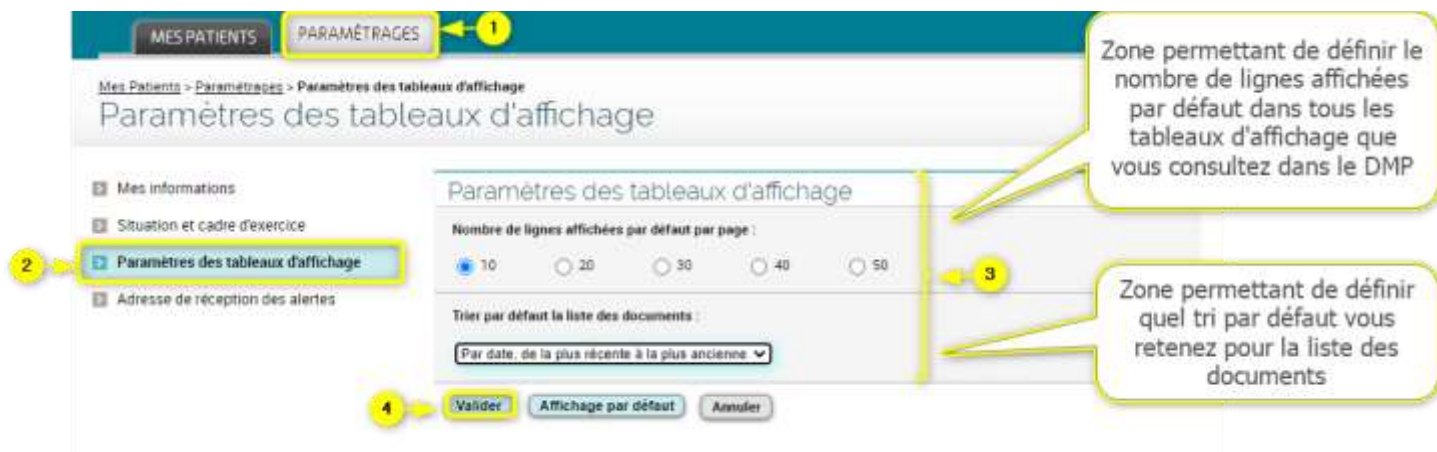 MES PATIENTS
PARAMÉTRAGES
1
Mes Patients > Paramétrages > Paramètres des tableaux d'affichage
Paramètres des tableaux d'affichage
Zone permettant de définir le
nombre de lignes affichées
par défaut dans tous les
tableaux d'affichage que
vous consultez dans le DMP
Mes informations
Situation et cadre d'exercice
2
Paramètres des tableaux d'affichage
Adresse de réception des alertes
Paramètres des tableaux d'affichage
Nombre de lignes affichées par défaut par page :
10 20 30 40 50
3
Trier par défaut la liste des documents :
Par date, de la plus récente à la plus ancienne
Zone permettant de définir
quel tri par défaut vous
retenez pour la liste des
documents
4
Valider Affichage par défaut Annuler